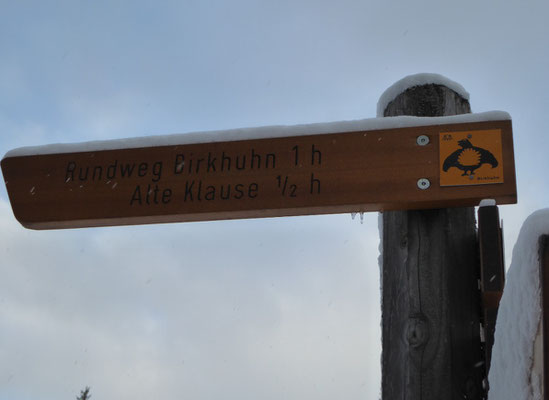 Rundweg Birkhuhn 1 h
Alte Klause ½ h